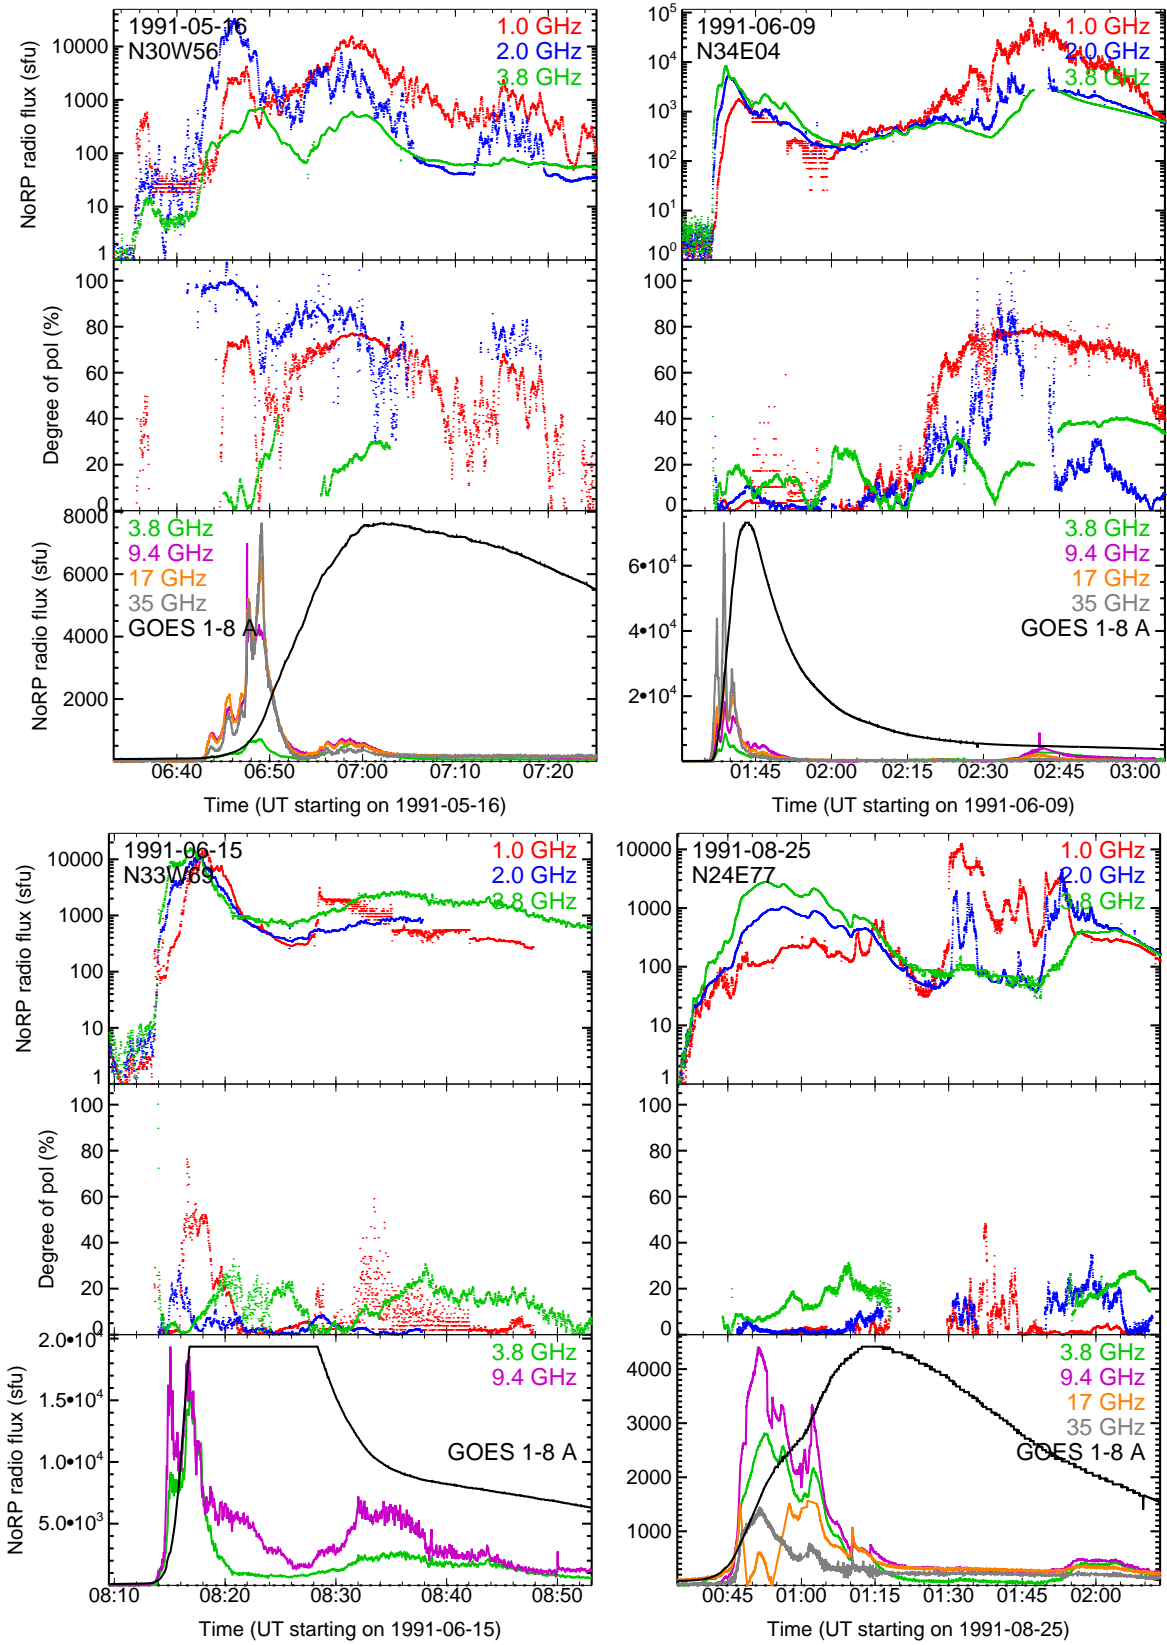 1991-05-16
N30W56
1.0 GHz
2.0 GHz
3.8 GHz
NoRP radio flux (sfu)
10000
1000
100
10
1
Degree of pol (%)
100
80
60
40
20
0
NoRP radio flux (sfu)
8000
6000
4000
2000
3.8 GHz
9.4 GHz
17 GHz
35 GHz
GOES 1-8 A
06:40 06:50 07:00 07:10 07:20
Time (UT starting on 1991-05-16)
1991-06-09
N34E04
1.0 GHz
2.0 GHz
3.8 GHz
10^5
10^4
10^3
10^2
10^1
10^0
100
80
60
40
20
0
6•10^4
4•10^4
2•10^4
3.8 GHz
9.4 GHz
17 GHz
35 GHz
GOES 1-8 A
01:45 02:00 02:15 02:30 02:45 03:00
Time (UT starting on 1991-06-09)
1991-06-15
N33W69
1.0 GHz
2.0 GHz
3.8 GHz
NoRP radio flux (sfu)
10000
1000
100
10
1
Degree of pol (%)
100
80
60
40
20
0
NoRP radio flux (sfu)
2.0•10^4
1.5•10^4
1.0•10^4
5.0•10^3
3.8 GHz
9.4 GHz
GOES 1-8 A
08:10 08:20 08:30 08:40 08:50
Time (UT starting on 1991-06-15)
1991-08-25
N24E77
1.0 GHz
2.0 GHz
3.8 GHz
10000
1000
100
10
1
100
80
60
40
20
0
4000
3000
2000
1000
3.8 GHz
9.4 GHz
17 GHz
35 GHz
GOES 1-8 A
00:45 01:00 01:15 01:30 01:45 02:00
Time (UT starting on 1991-08-25)